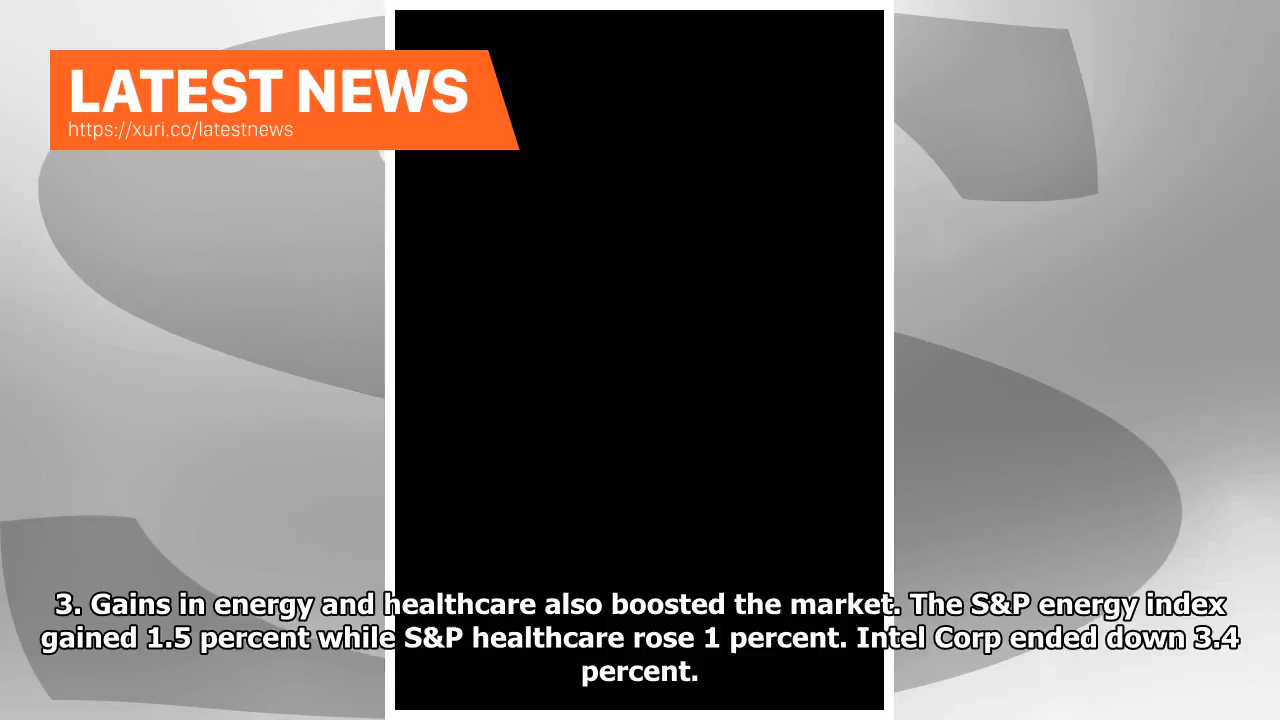 LATEST NEWS
https://xuri.co/latestnews
3. Gains in energy and healthcare also boosted the market. The S&P energy index
gained 1.5 percent while S&P healthcare rose 1 percent. Intel Corp ended down 3.4
percent.